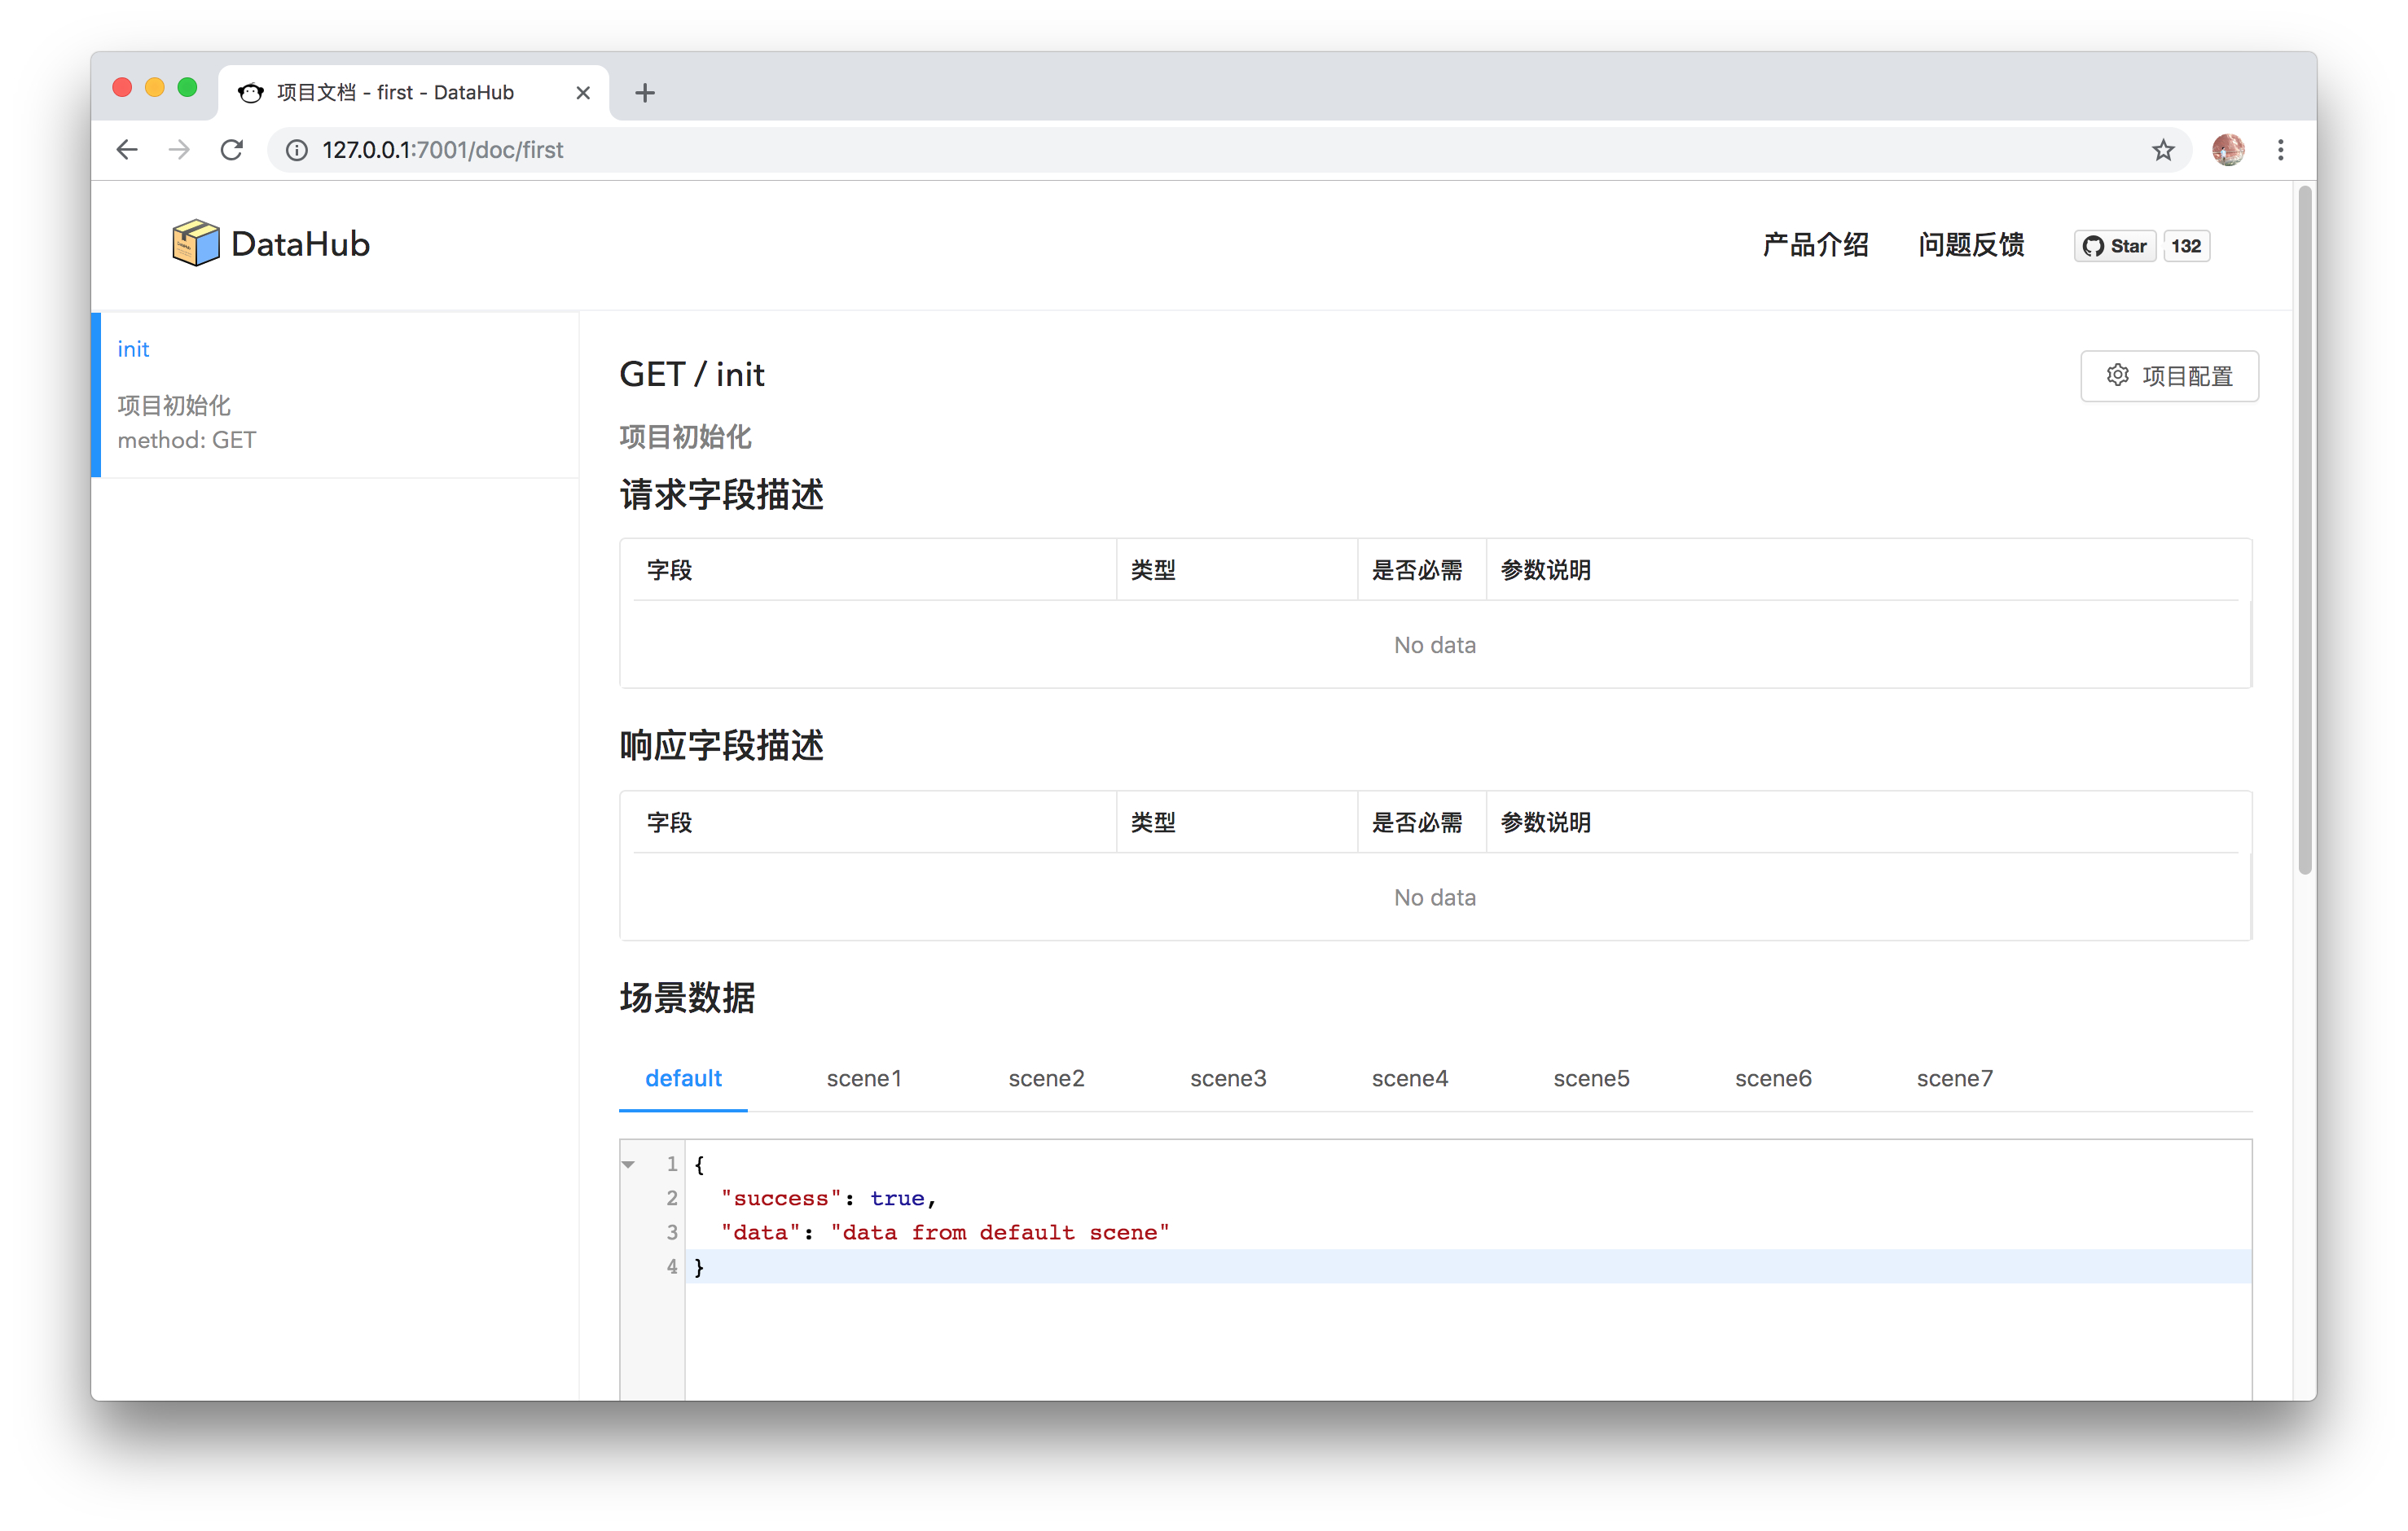 项目文档 - first - DataHub
127.0.0.1:7001/doc/first
DataHub
产品介绍 问题反馈 Star 132
init
项目初始化
method: GET
GET / init
项目配置
项目初始化
请求字段描述
字段 类型 是否必需 参数说明
No data
响应字段描述
字段 类型 是否必需 参数说明
No data
场景数据
default scene1 scene2 scene3 scene4 scene5 scene6 scene7
1 {
2 "success": true,
3 "data": "data from default scene"
4 }